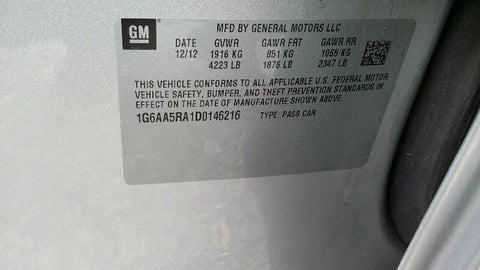 GM
MFD BY GENERAL MOTORS LLC
DATE GVWR GAWR FRT GAWR RR
12/12 1916 KG 851 KG 1065 KG
4223 LB 1876 LB 2347 LB
THIS VEHICLE CONFORMS TO ALL APPLICABLE U.S. FEDERAL MOTOR
VEHICLE SAFETY, BUMPER, AND THEFT PREVENTION STANDARDS
IN EFFECT ON THE DATE OF MANUFACTURE SHOWN ABOVE.
1G6AA5RA1D0146216 TYPE: PASS CAR